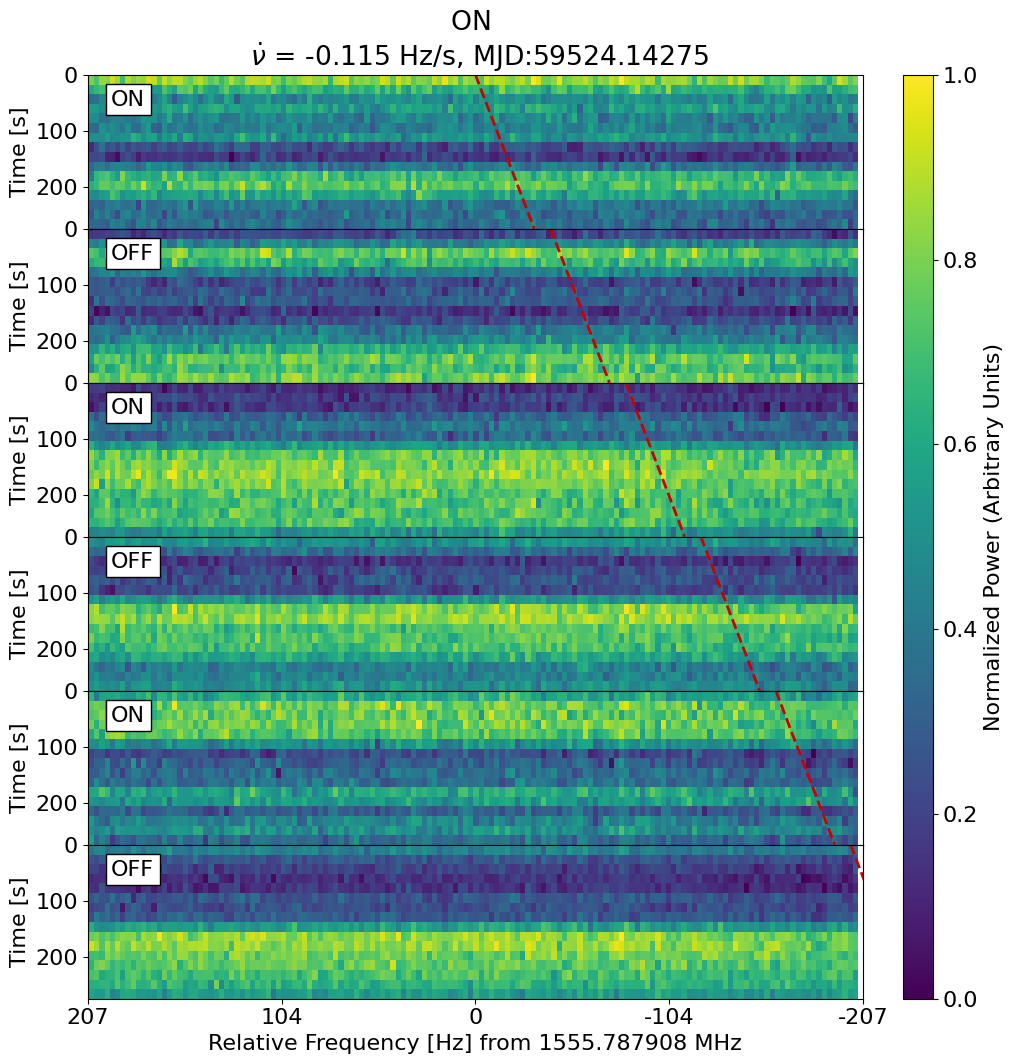 ON
ν̇ = -0.115 Hz/s, MJD:59524.14275
0
100
200
Time [s]
ON
0
100
200
Time [s]
OFF
0
100
200
Time [s]
ON
0
100
200
Time [s]
OFF
0
100
200
Time [s]
ON
0
100
200
Time [s]
OFF
207 104 0 -104 -207
Relative Frequency [Hz] from 1555.787908 MHz
1.0
0.8
0.6
0.4
0.2
0.0
Normalized Power (Arbitrary Units)